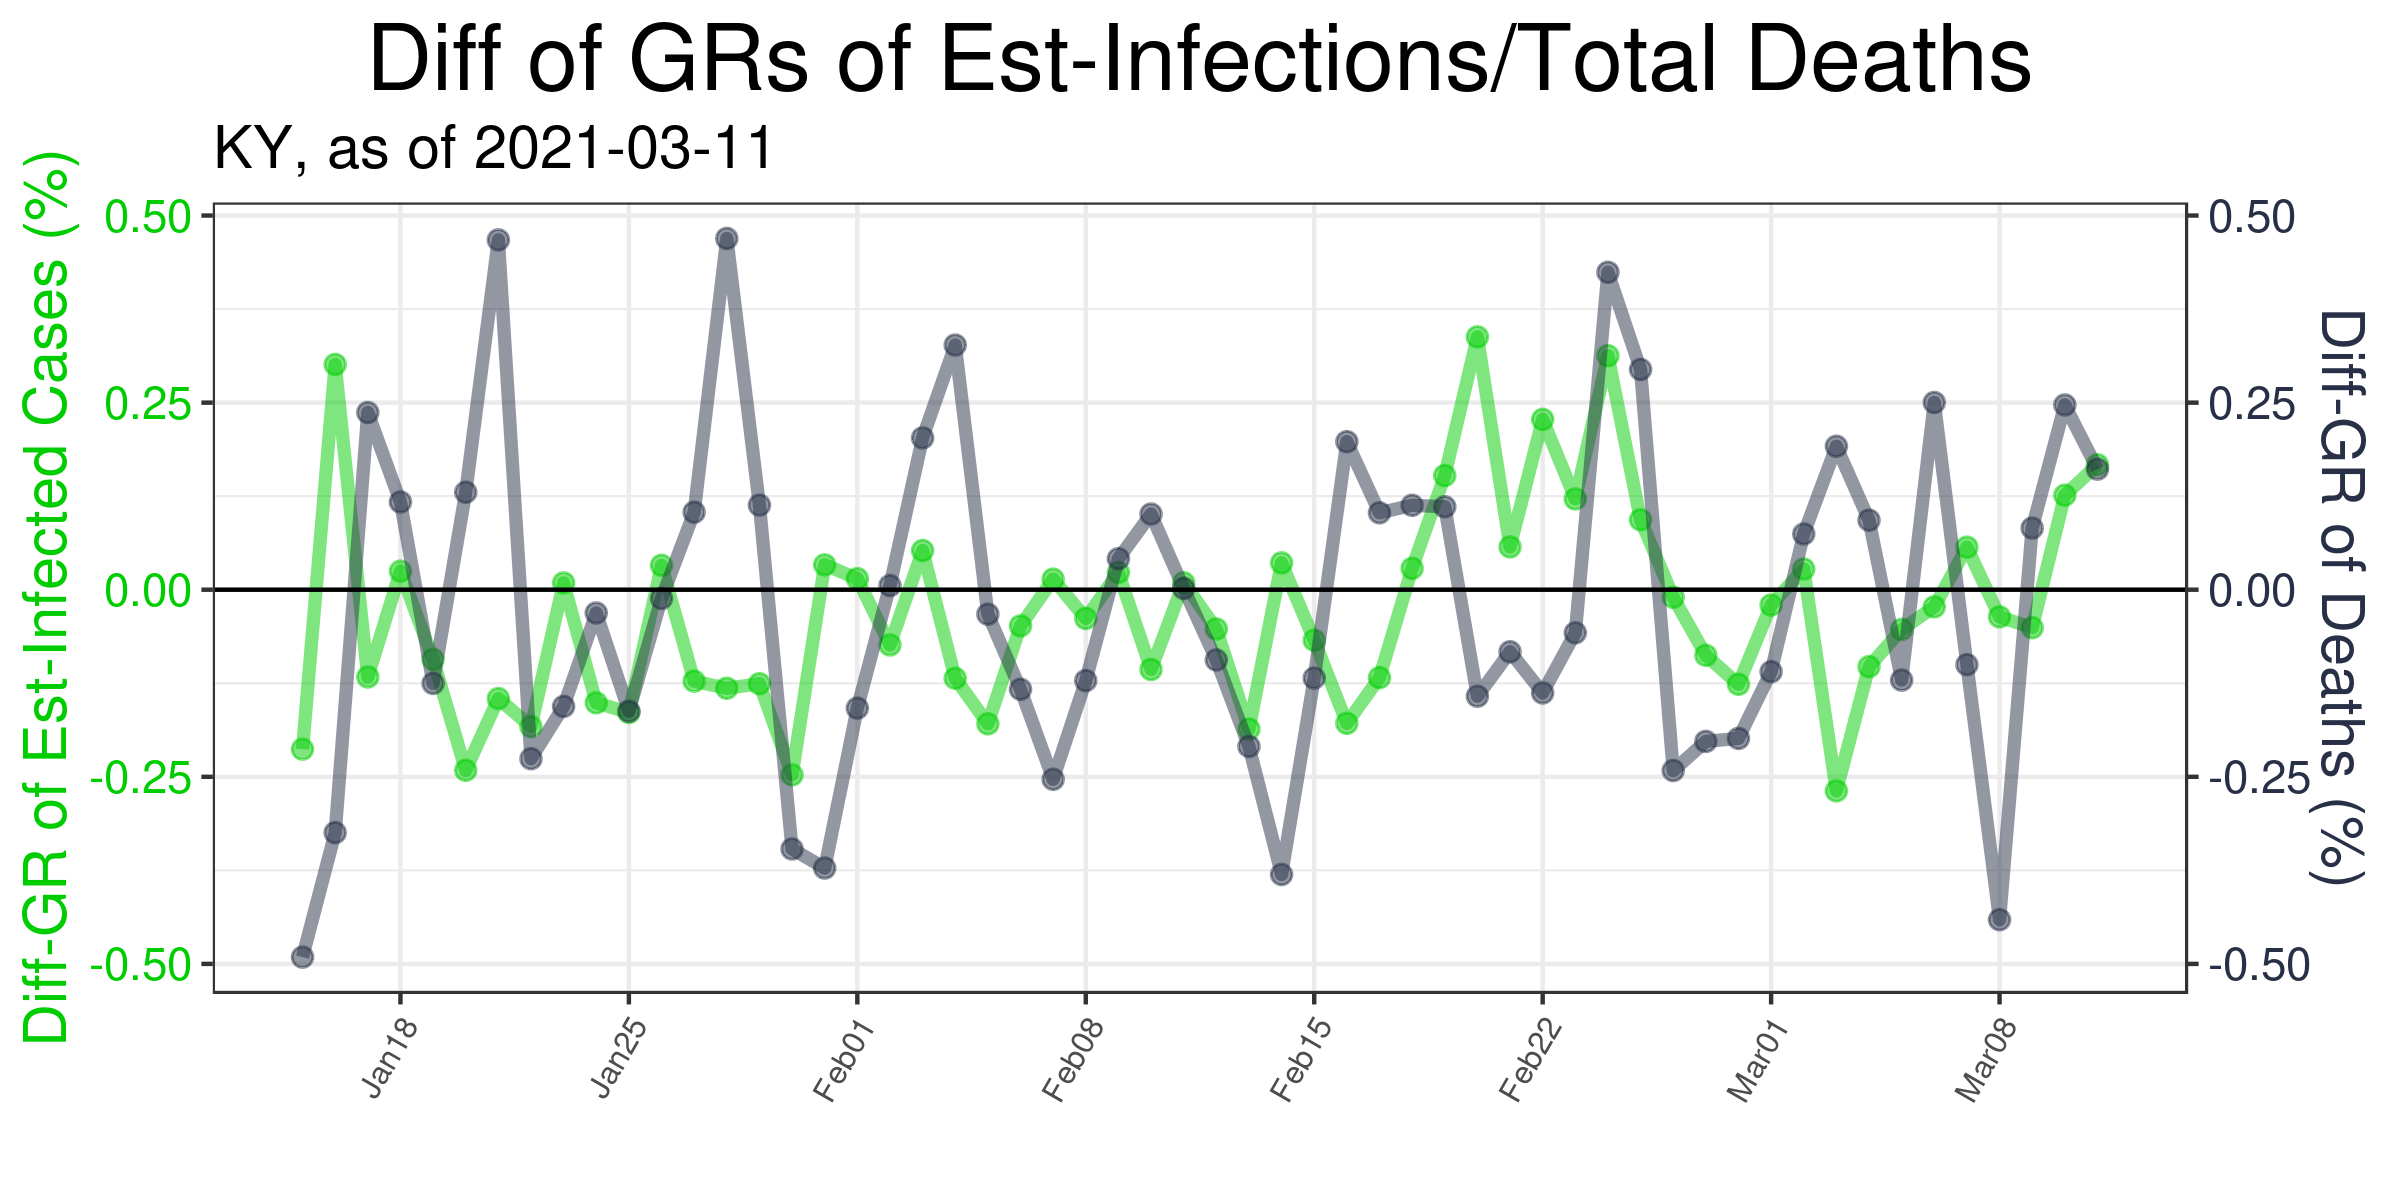 Diff of GRs of Est-Infections/Total Deaths
KY, as of 2021-03-11
Diff-GR of Est-Infected Cases (%)
0.50
0.25
0.00
-0.25
-0.50
0.50
0.25
0.00
-0.25
-0.50
Diff-GR of Deaths (%)
Jan18
Jan25
Feb01
Feb08
Feb15
Feb22
Mar01
Mar08